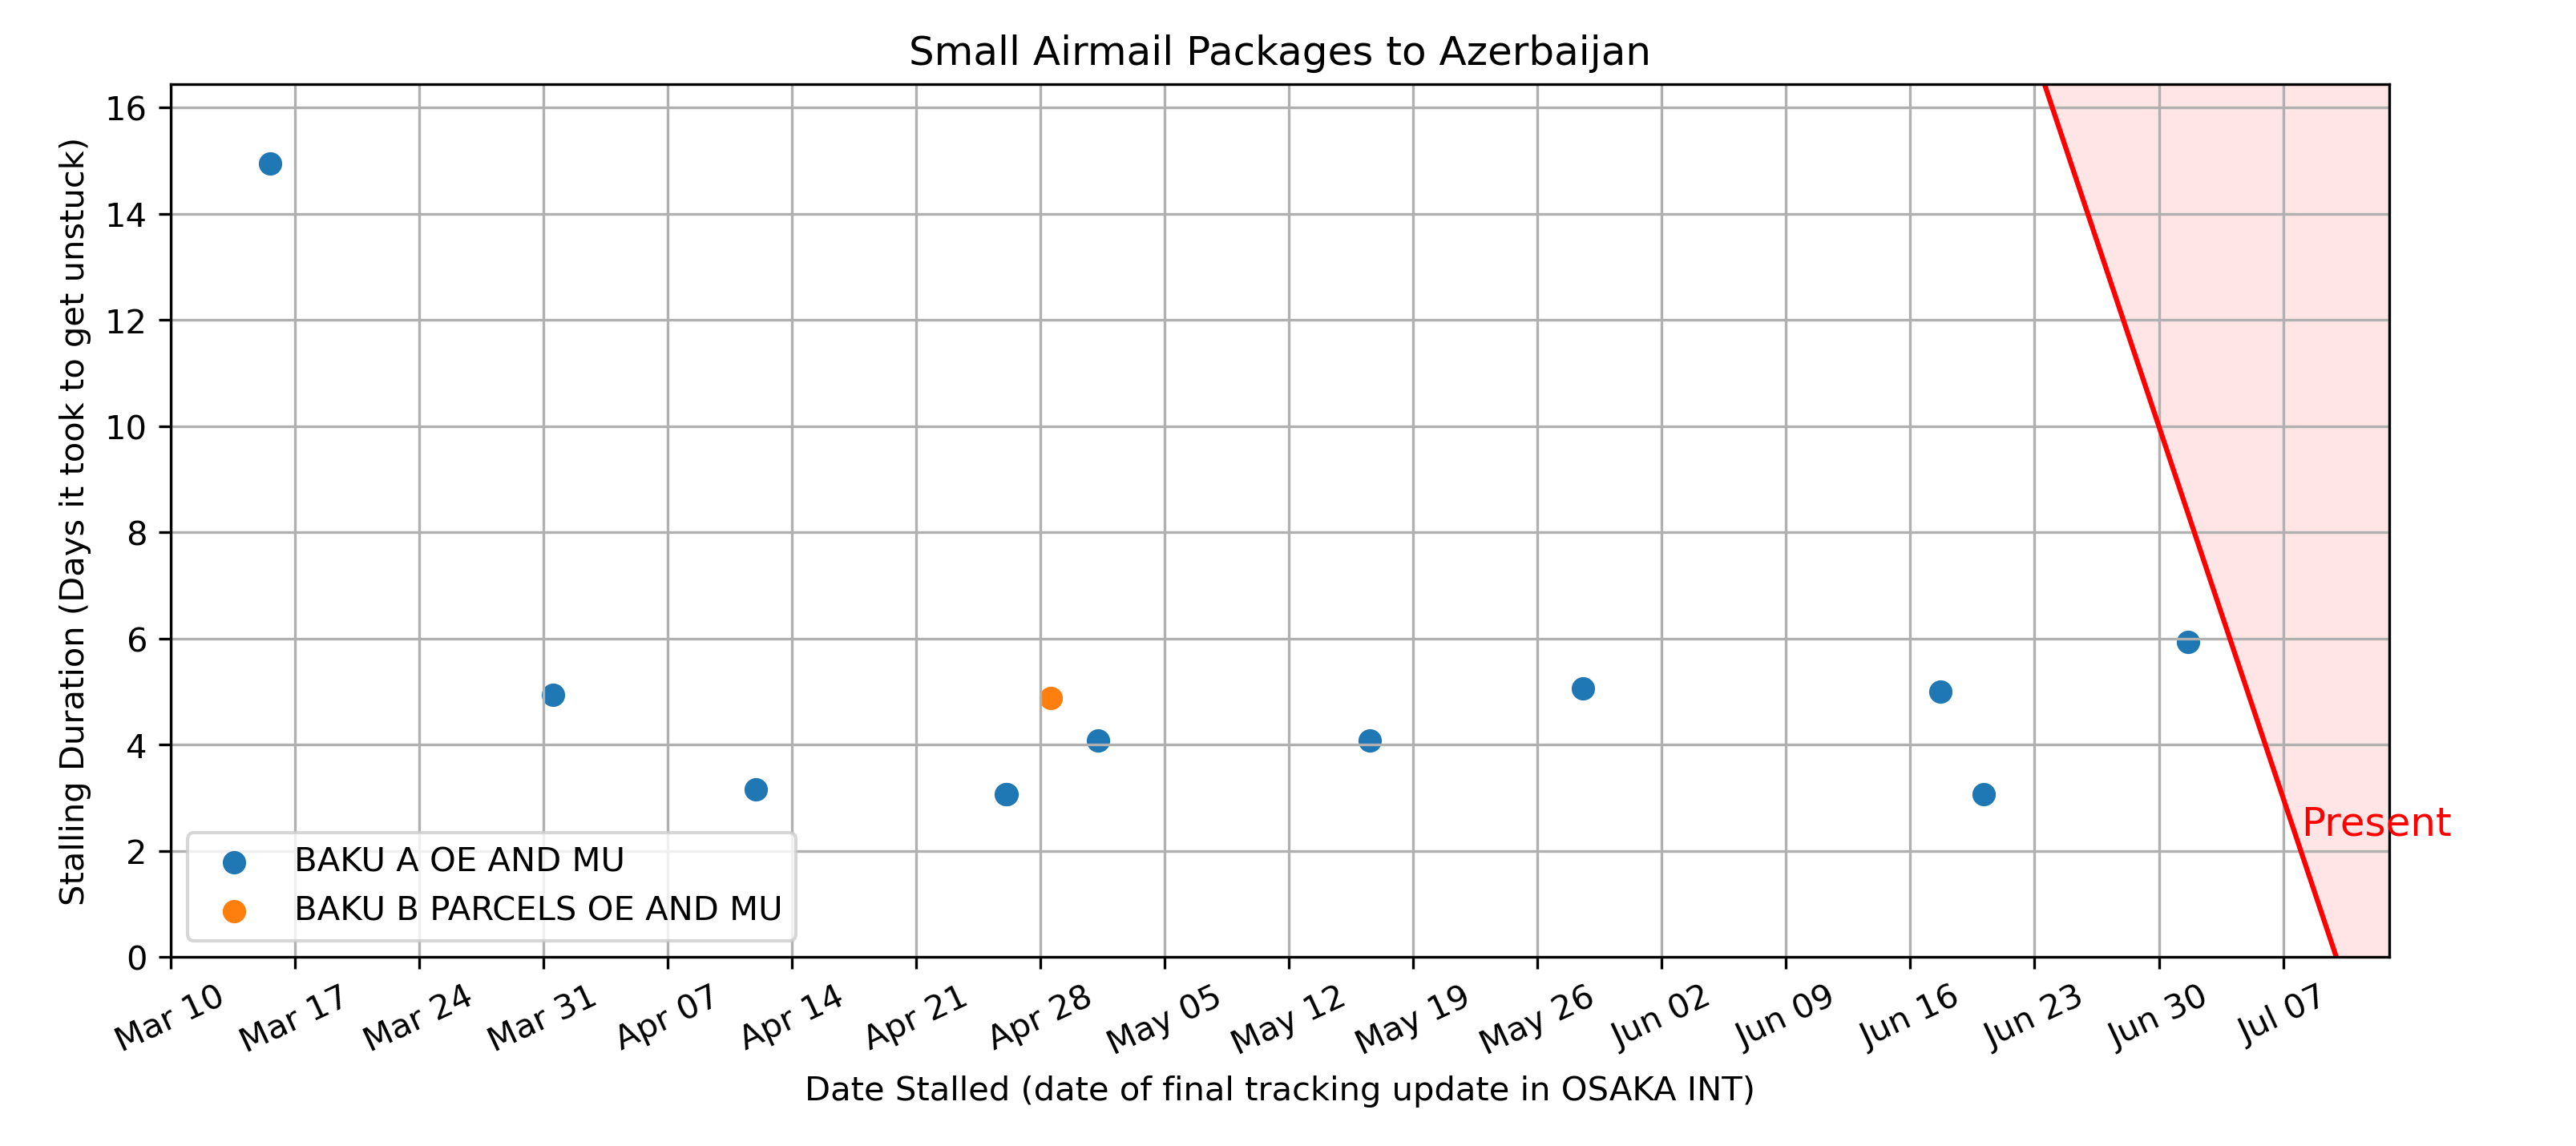 Small Airmail Packages to Azerbaijan
Stalling Duration (Days it took to get unstuck)
16
14
12
10
8
6
4
2
0
Present
BAKU A OE AND MU
BAKU B PARCELS OE AND MU
Mar 10
Mar 17
Mar 24
Mar 31
Apr 07
Apr 14
Apr 21
Apr 28
May 05
May 12
May 19
May 26
Jun 02
Jun 09
Jun 16
Jun 23
Jun 30
Jul 07
Date Stalled (date of final tracking update in OSAKA INT)